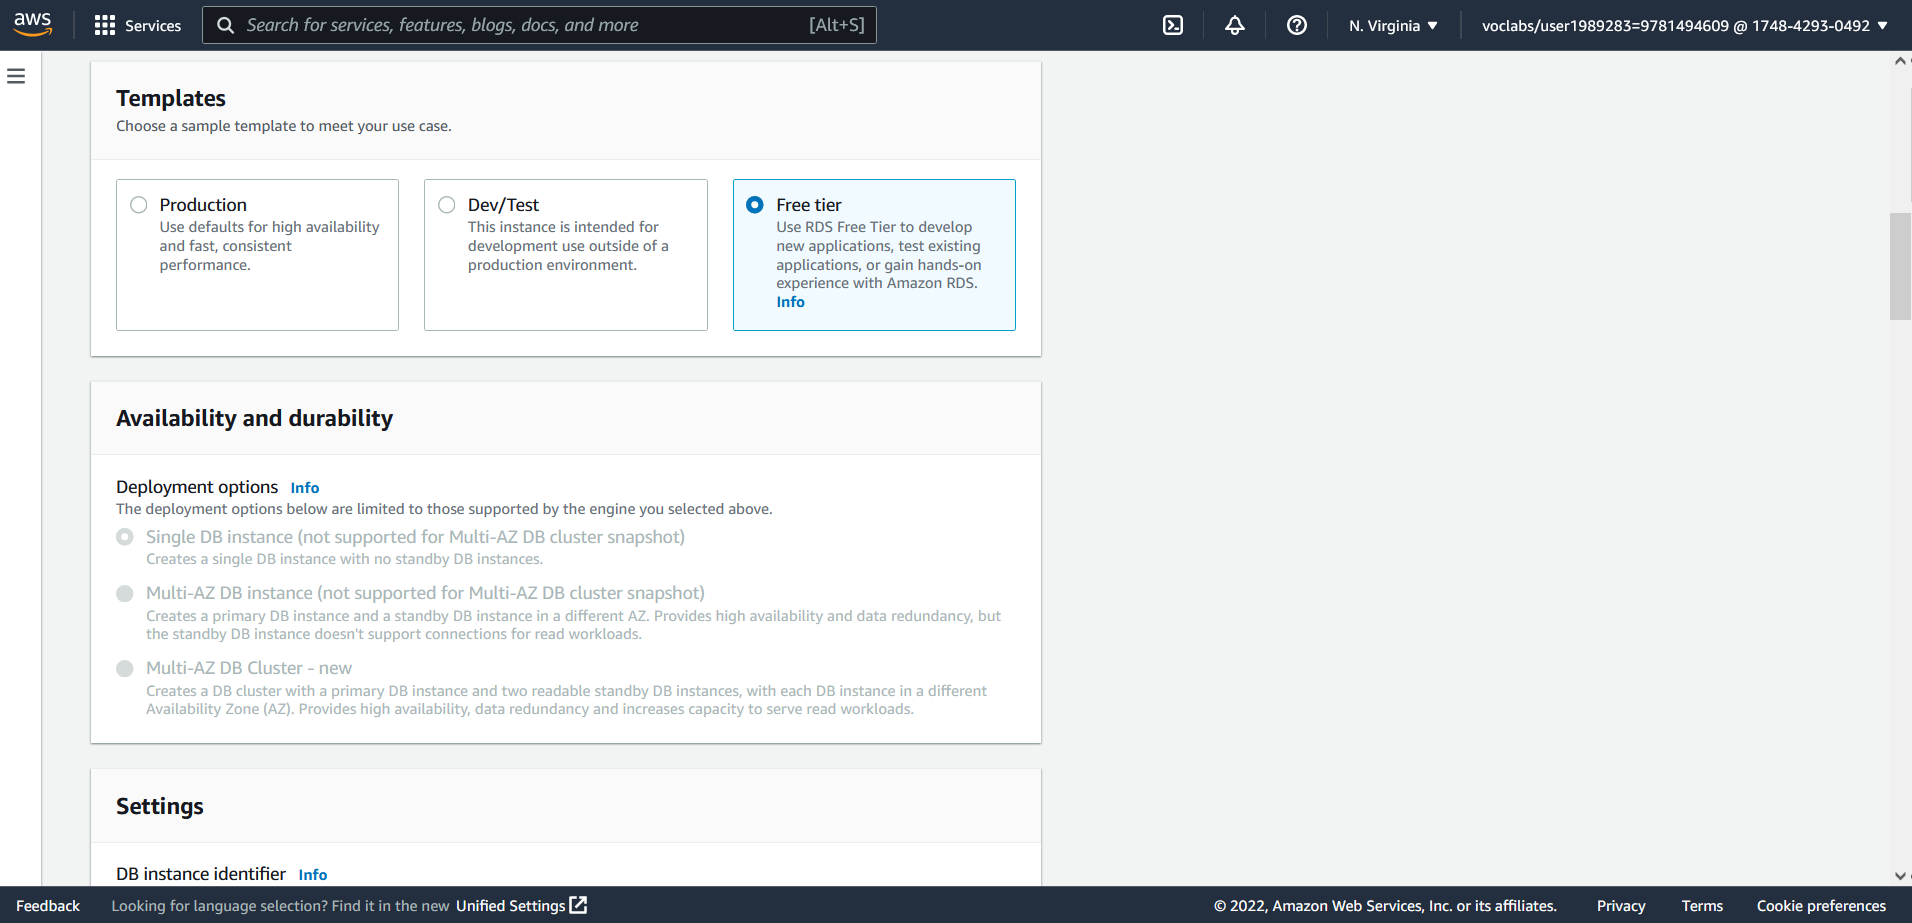 aws
Services
Search for services, features, blogs, docs, and more
[Alt+S]
N. Virginia
voclabs/user1989283=9781494609 @ 1748-4293-0492
Templates
Choose a sample template to meet your use case.
Production
Use defaults for high availability
and fast, consistent
performance.
Dev/Test
This instance is intended for
development use outside of a
production environment.
Free tier
Use RDS Free Tier to develop
new applications, test existing
applications, or gain hands-on
experience with Amazon RDS.
Info
Availability and durability
Deployment options Info
The deployment options below are limited to those supported by the engine you selected above.
Single DB instance (not supported for Multi-AZ DB cluster snapshot)
Creates a single DB instance with no standby DB instances.
Multi-AZ DB instance (not supported for Multi-AZ DB cluster snapshot)
Creates a primary DB instance and a standby DB instance in a different AZ. Provides high availability and data redundancy, but
the standby DB instance doesn't support connections for read workloads.
Multi-AZ DB Cluster - new
Creates a DB cluster with a primary DB instance and two readable standby DB instances, with each DB instance in a different
Availability Zone (AZ). Provides high availability, data redundancy and increases capacity to serve read workloads.
Settings
DB instance identifier Info
Feedback
Looking for language selection? Find it in the new Unified Settings
© 2022, Amazon Web Services, Inc. or its affiliates.
Privacy
Terms
Cookie preferences